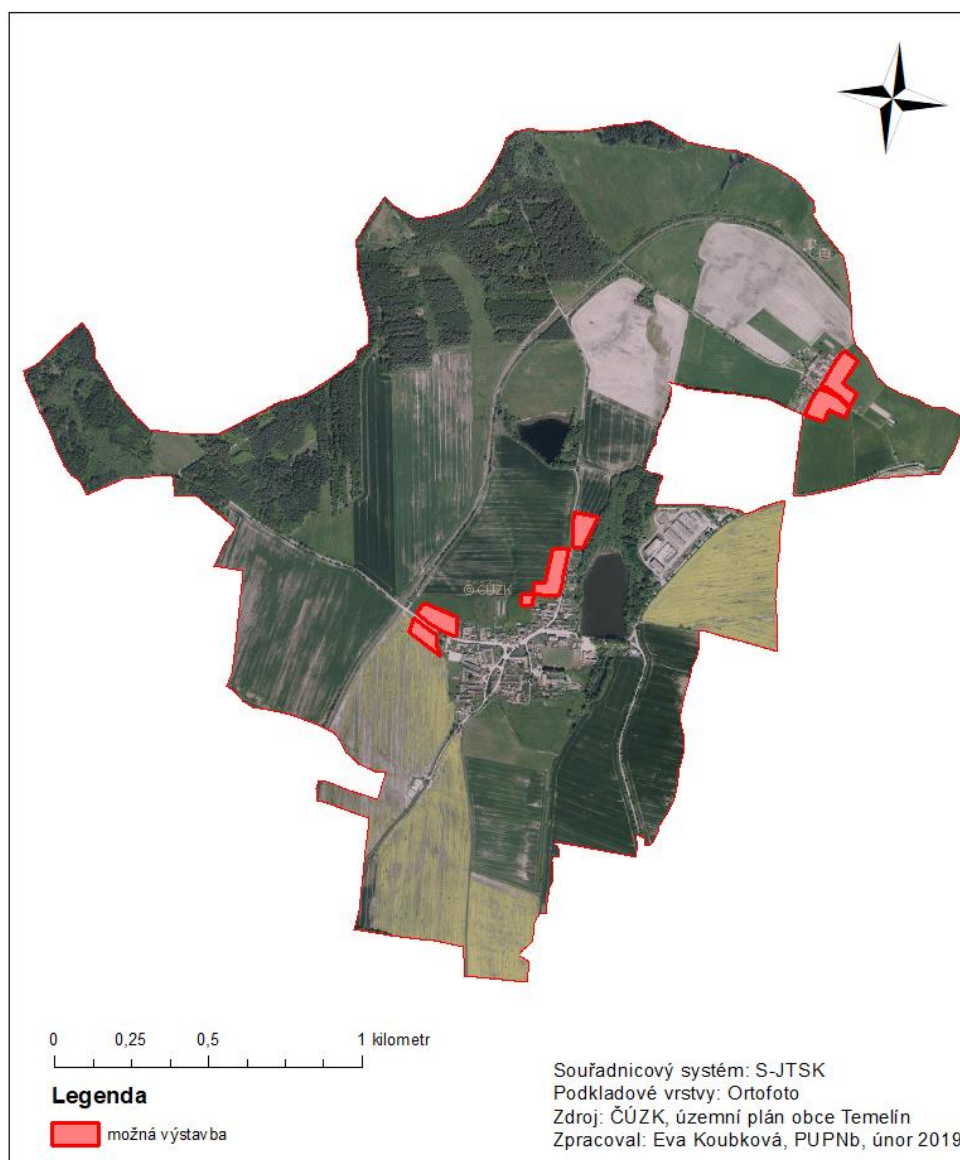 © ČÚZK
0 0,25 0,5 1 kilometr
Legenda
možná výstavba
Souřadnicový systém: S-JTSK
Podkladové vrstvy: Ortofoto
Zdroj: ČÚZK, územní plán obce Temelín
Zpracoval: Eva Koubková, PUPNb, únor 2019